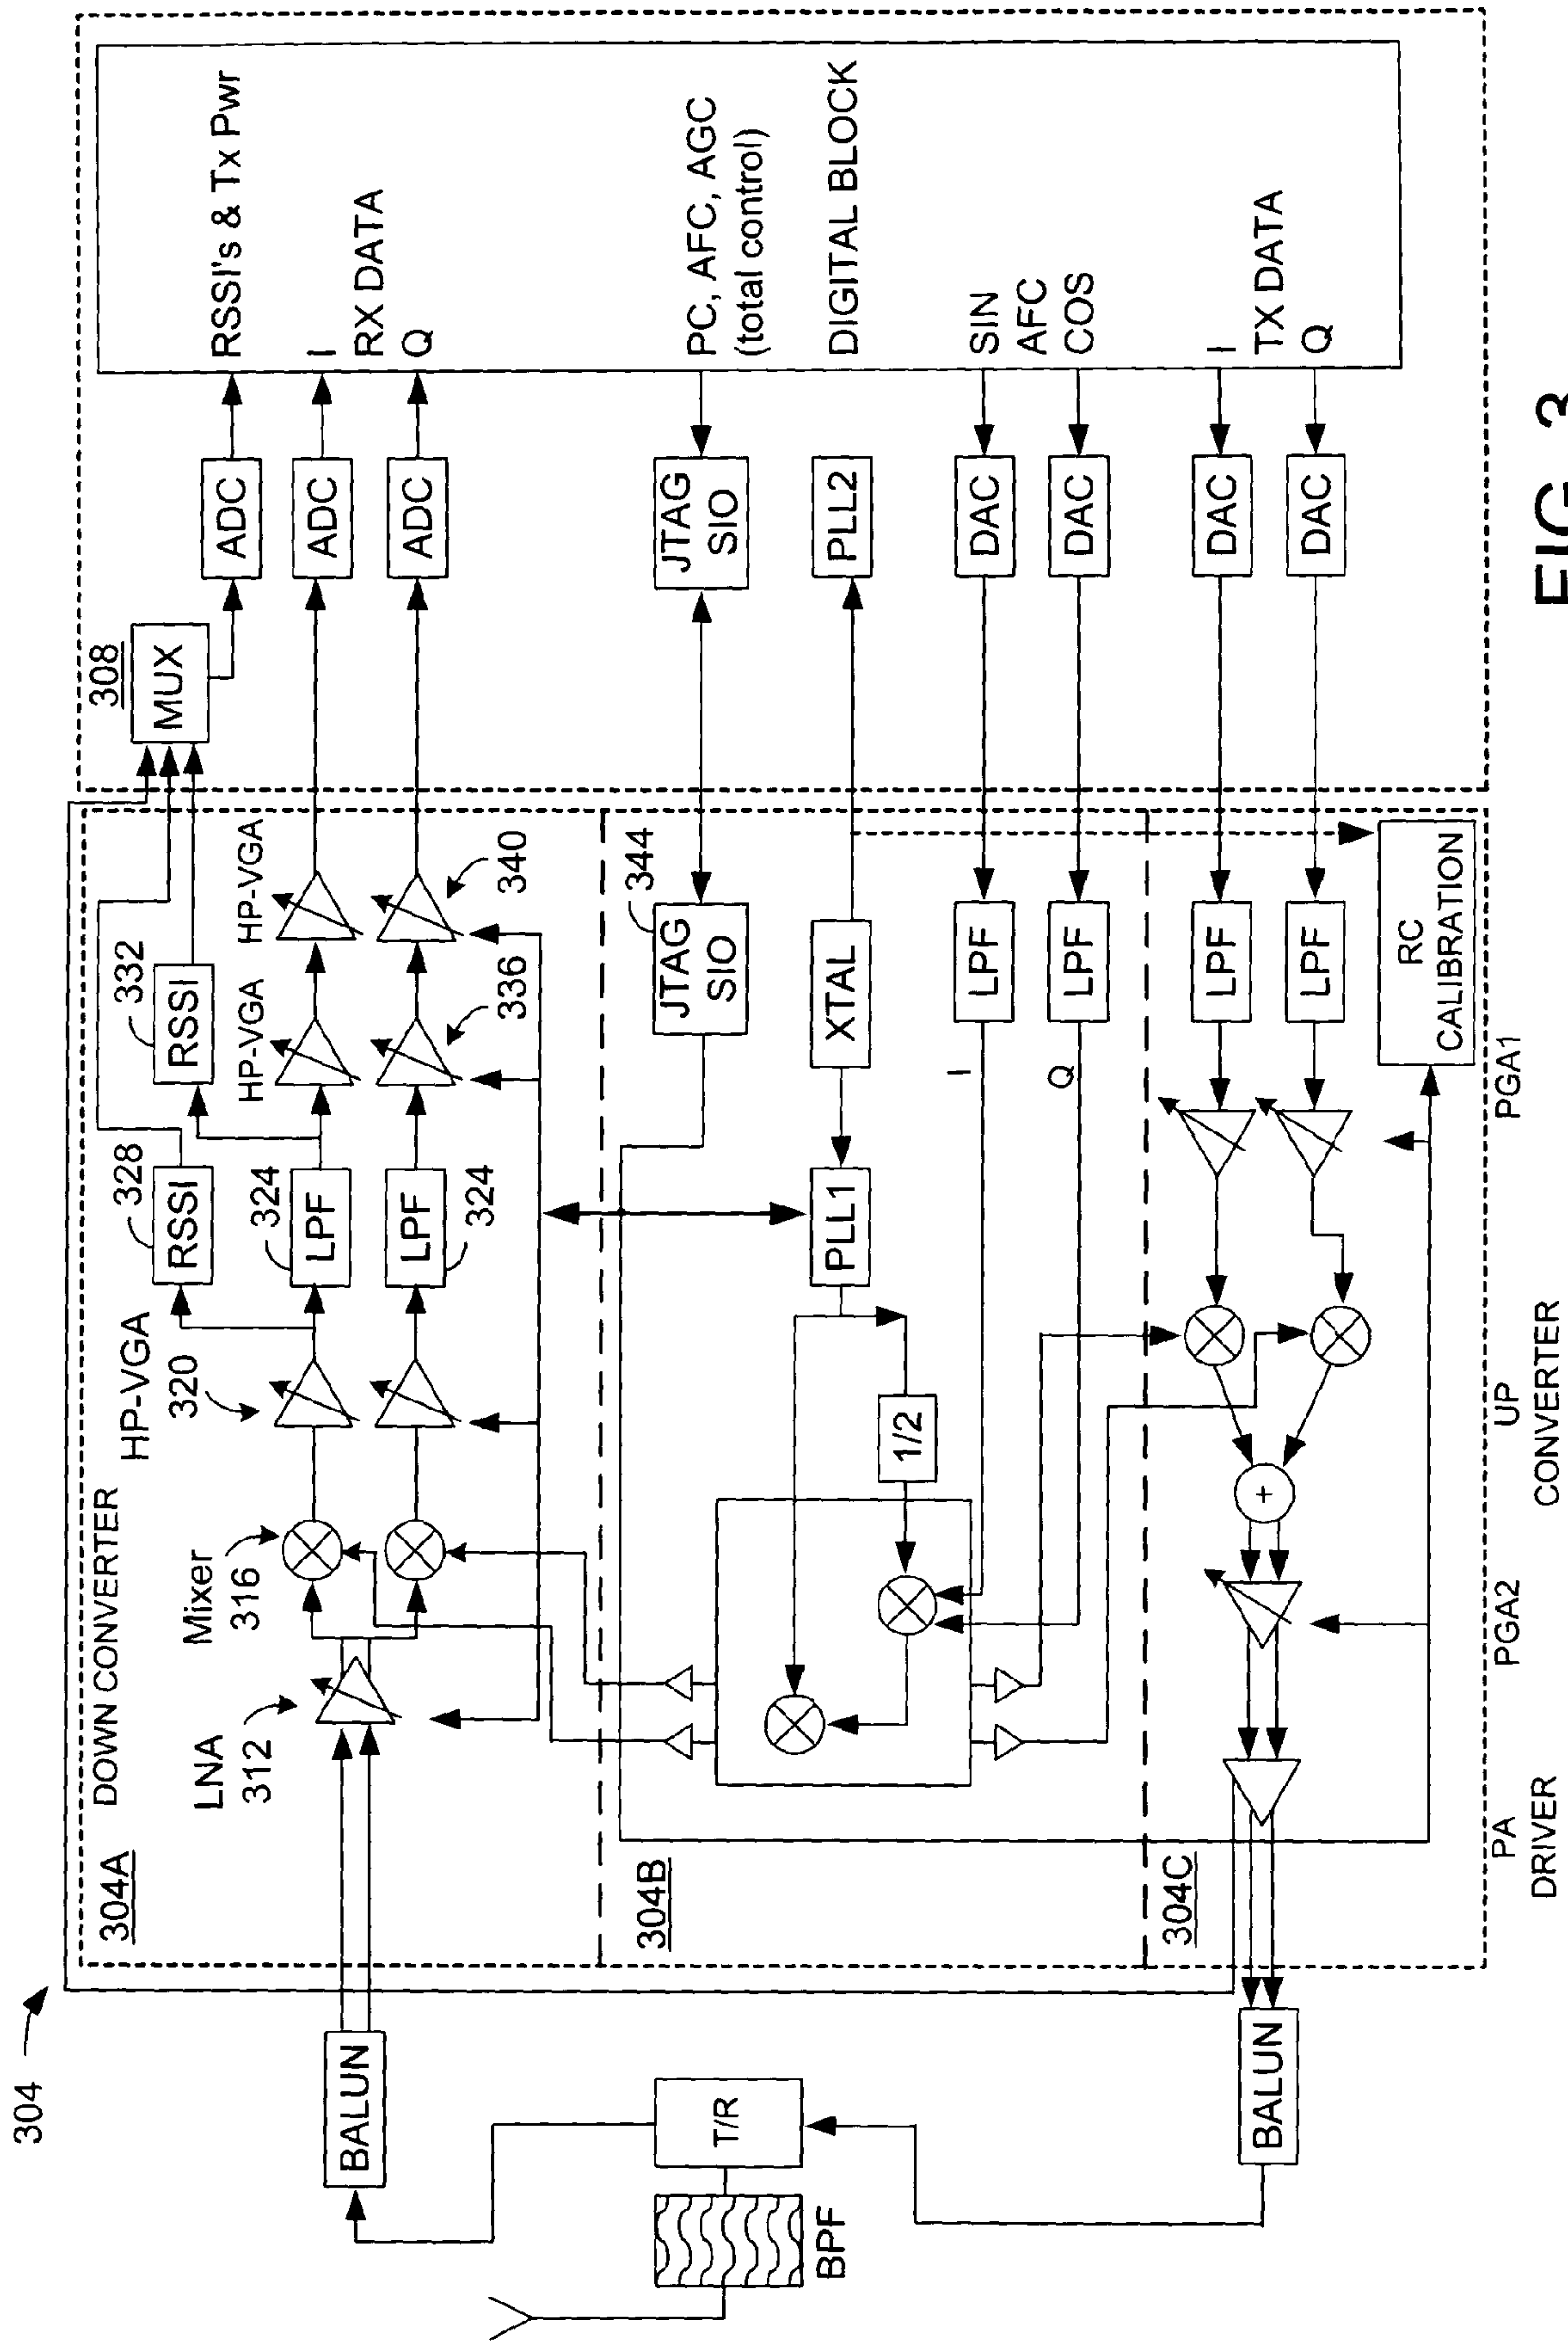 304
304A
DOWN CONVERTER
LNA
312
Mixer
316
HP-VGA
320
328
RSSI
324
LPF
LPF
324
332
RSSI
HP-VGA
HP-VGA
336
340
308
MUX
ADC
ADC
ADC
RSSI's & Tx Pwr
I
RX DATA
Q
BALUN
T/R
BPF
304B
1/2
PLL1
XTAL
344
JTAG
SIO
JTAG
SIO
PC, AFC, AGC
(total control)
PLL2
DIGITAL BLOCK
I
LPF
DAC
SIN
AFC
Q
LPF
DAC
COS
304C
BALUN
+
LPF
DAC
I
TX DATA
LPF
DAC
Q
RC
CALIBRATION
PA
DRIVER
PGA2
UP
CONVERTER
PGA1
FIG. 3